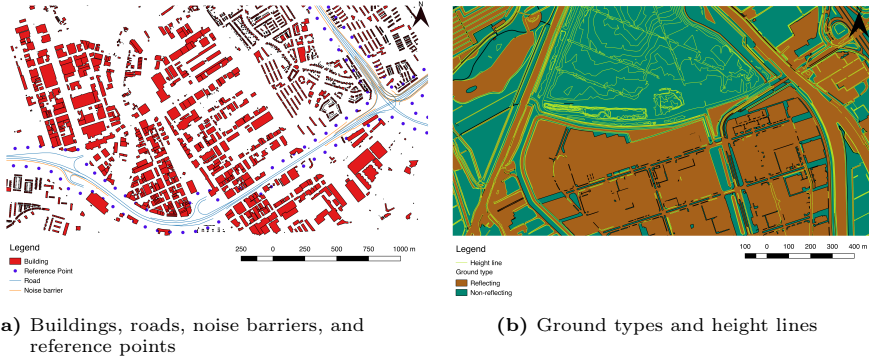 N
Legend
Building
Reference Point
Road
Noise barrier
250 0 250 500 750 1000 m
Legend
Height line
Ground type
Reflecting
Non-reflecting
100 0 100 200 300 400 m
a) Buildings, roads, noise barriers, and
reference points
(b) Ground types and height lines